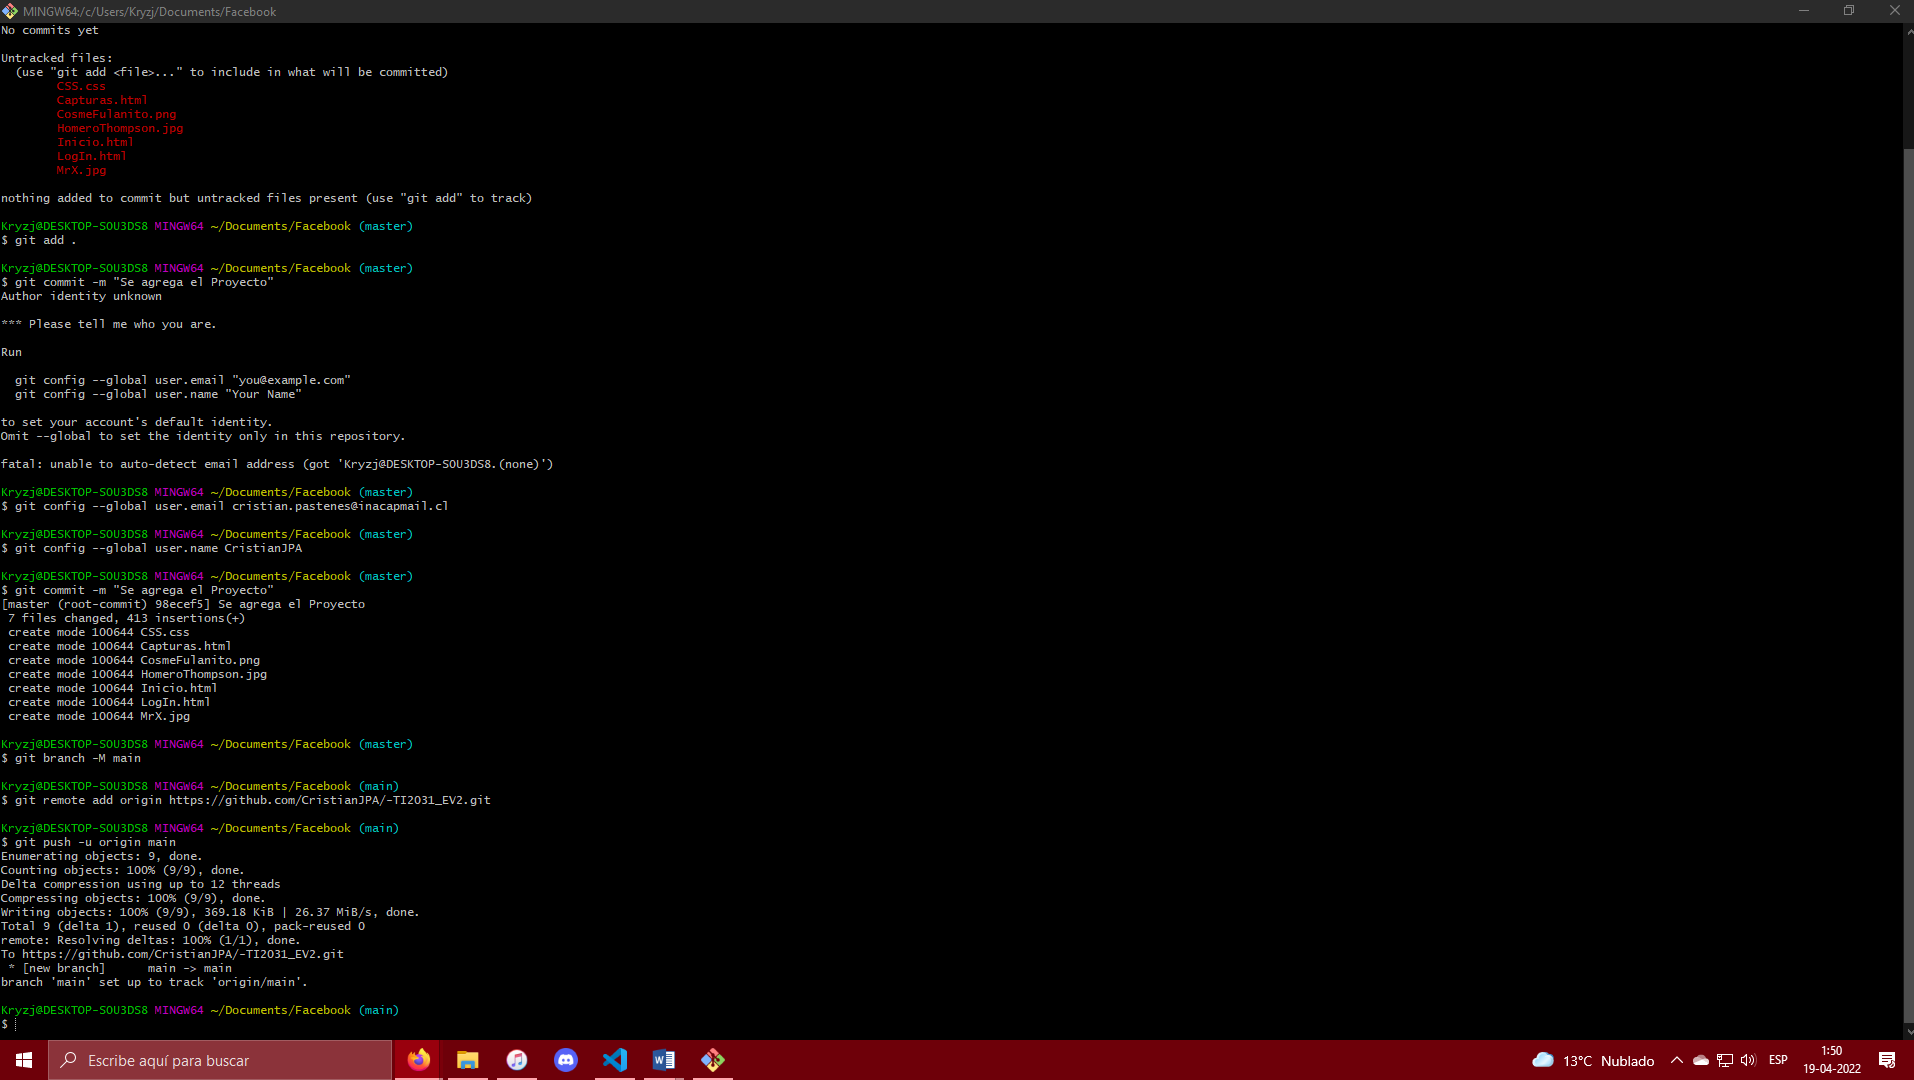 MINGW64:/c/Users/Kryzj/Documents/Facebook
No commits yet
Untracked files:
(use "git add <file>..." to include in what will be committed)
CSS.css
Capturas.html
CosmeFulanito.png
HomeroThompson.jpg
Inicio.html
LogIn.html
MrX.jpg
nothing added to commit but untracked files present (use "git add" to track)
Kryzj@DESKTOP-SOU3DS8 MINGW64 ~/Documents/Facebook (master)
$ git add .
Kryzj@DESKTOP-SOU3DS8 MINGW64 ~/Documents/Facebook (master)
$ git commit -m "Se agrega el Proyecto"
Author identity unknown
*** Please tell me who you are.
Run
git config --global user.email "you@example.com"
git config --global user.name "Your Name"
to set your account's default identity.
Omit --global to set the identity only in this repository.
fatal: unable to auto-detect email address (got 'Kryzj@DESKTOP-SOU3DS8.(none)')
Kryzj@DESKTOP-SOU3DS8 MINGW64 ~/Documents/Facebook (master)
$ git config --global user.email cristian.pastenes@inacapmail.cl
Kryzj@DESKTOP-SOU3DS8 MINGW64 ~/Documents/Facebook (master)
$ git config --global user.name CristianJPA
Kryzj@DESKTOP-SOU3DS8 MINGW64 ~/Documents/Facebook (master)
$ git commit -m "Se agrega el Proyecto"
[master (root-commit) 98ecef5] Se agrega el Proyecto
7 files changed, 413 insertions(+)
create mode 100644 CSS.css
create mode 100644 Capturas.html
create mode 100644 CosmeFulanito.png
create mode 100644 HomeroThompson.jpg
create mode 100644 Inicio.html
create mode 100644 LogIn.html
create mode 100644 MrX.jpg
Kryzj@DESKTOP-SOU3DS8 MINGW64 ~/Documents/Facebook (master)
$ git branch -M main
Kryzj@DESKTOP-SOU3DS8 MINGW64 ~/Documents/Facebook (main)
$ git remote add origin https://github.com/CristianJPA/-TI2031_EV2.git
Kryzj@DESKTOP-SOU3DS8 MINGW64 ~/Documents/Facebook (main)
$ git push -u origin main
Enumerating objects: 9, done.
Counting objects: 100% (9/9), done.
Delta compression using up to 12 threads
Compressing objects: 100% (9/9), done.
Writing objects: 100% (9/9), 369.18 KiB | 26.37 MiB/s, done.
Total 9 (delta 1), reused 0 (delta 0), pack-reused 0
remote: Resolving deltas: 100% (1/1), done.
To https://github.com/CristianJPA/-TI2031_EV2.git
* [new branch] main -> main
branch 'main' set up to track 'origin/main'.
Kryzj@DESKTOP-SOU3DS8 MINGW64 ~/Documents/Facebook (main)
$
Escribe aquí para buscar
13°C Nublado
ESP
1:50
19-04-2022